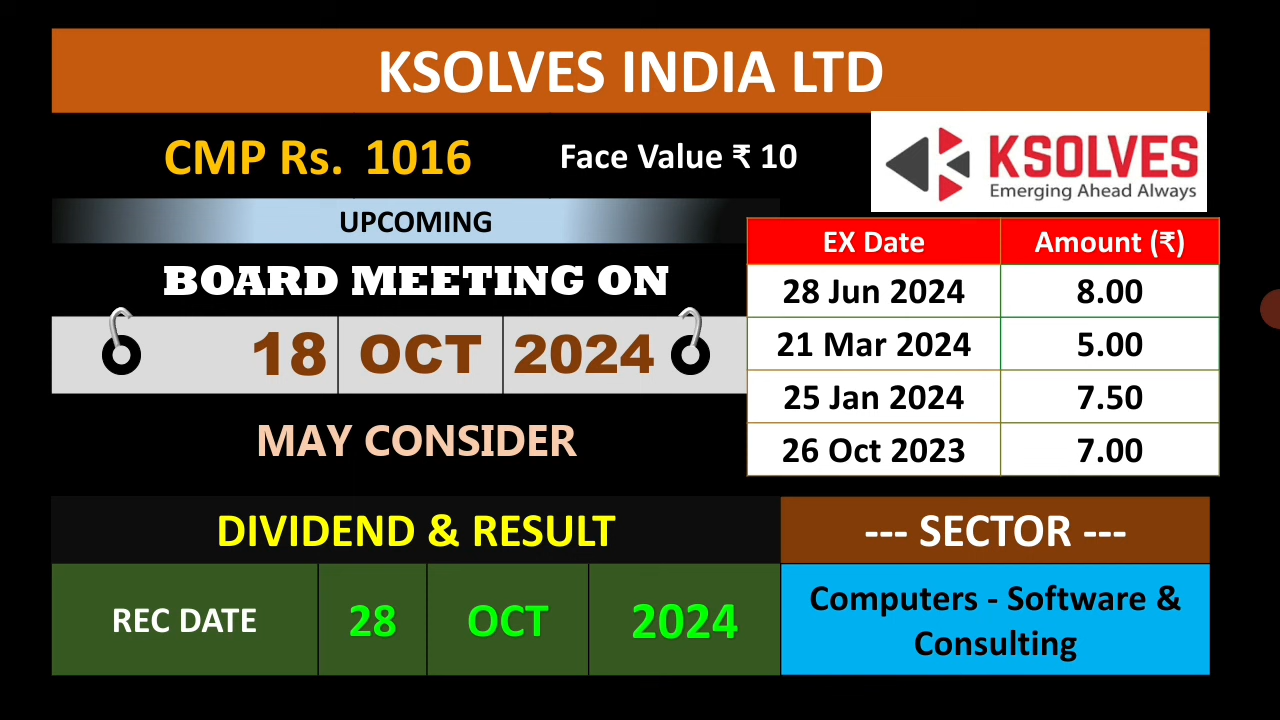 KSOLVES INDIA LTD
CMP Rs. 1016
Face Value ₹ 10
KSOLVES
Emerging Ahead Always
UPCOMING
BOARD MEETING ON
18 OCT 2024
MAY CONSIDER
EX Date Amount (₹)
28 Jun 2024 8.00
21 Mar 2024 5.00
25 Jan 2024 7.50
26 Oct 2023 7.00
DIVIDEND & RESULT
REC DATE 28 OCT 2024
--- SECTOR ---
Computers - Software &
Consulting